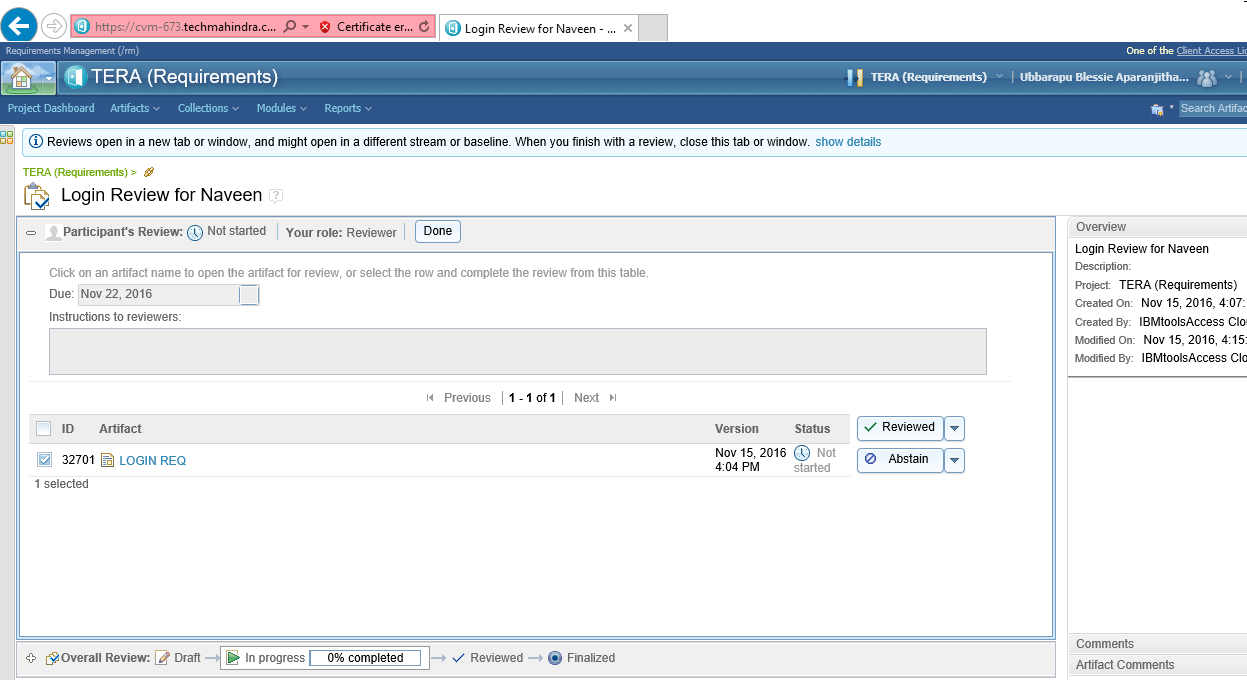 https://cvm-673.techmahindra.c... Certificate er... Login Review for Naveen - ...
Requirements Management (/rm) One of the Client Access Lic
TERA (Requirements) TERA (Requirements) Ubbarapu Blessie Aparanjitha...
Project Dashboard Artifacts Collections Modules Reports Search Artifac
Reviews open in a new tab or window, and might open in a different stream or baseline. When you finish with a review, close this tab or window. show details
TERA (Requirements) >
Login Review for Naveen ?
Participant's Review: Not started Your role: Reviewer Done
Click on an artifact name to open the artifact for review, or select the row and complete the review from this table.
Due: Nov 22, 2016
Instructions to reviewers:
Previous 1 - 1 of 1 Next
ID Artifact Version Status Reviewed
32701 LOGIN REQ Nov 15, 2016 4:04 PM Not started Abstain
1 selected
Overall Review: Draft In progress 0% completed Reviewed Finalized
Overview
Login Review for Naveen
Description:
Project: TERA (Requirements)
Created On: Nov 15, 2016, 4:07:
Created By: IBMtoolsAccess Clou
Modified On: Nov 15, 2016, 4:15:
Modified By: IBMtoolsAccess Clo
Comments
Artifact Comments